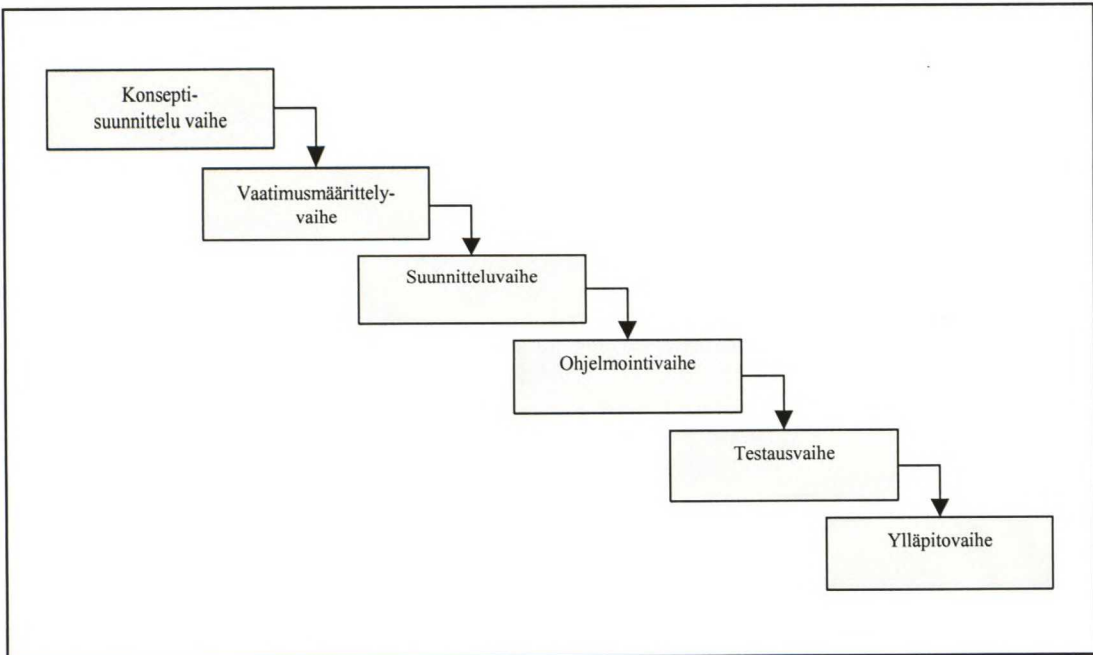 Konsepti-
suunnittelu vaihe
Vaatimusmäärittely-
vaihe
Suunnitteluvaihe
Ohjelmointivaihe
Testausvaihe
Ylläpitovaihe